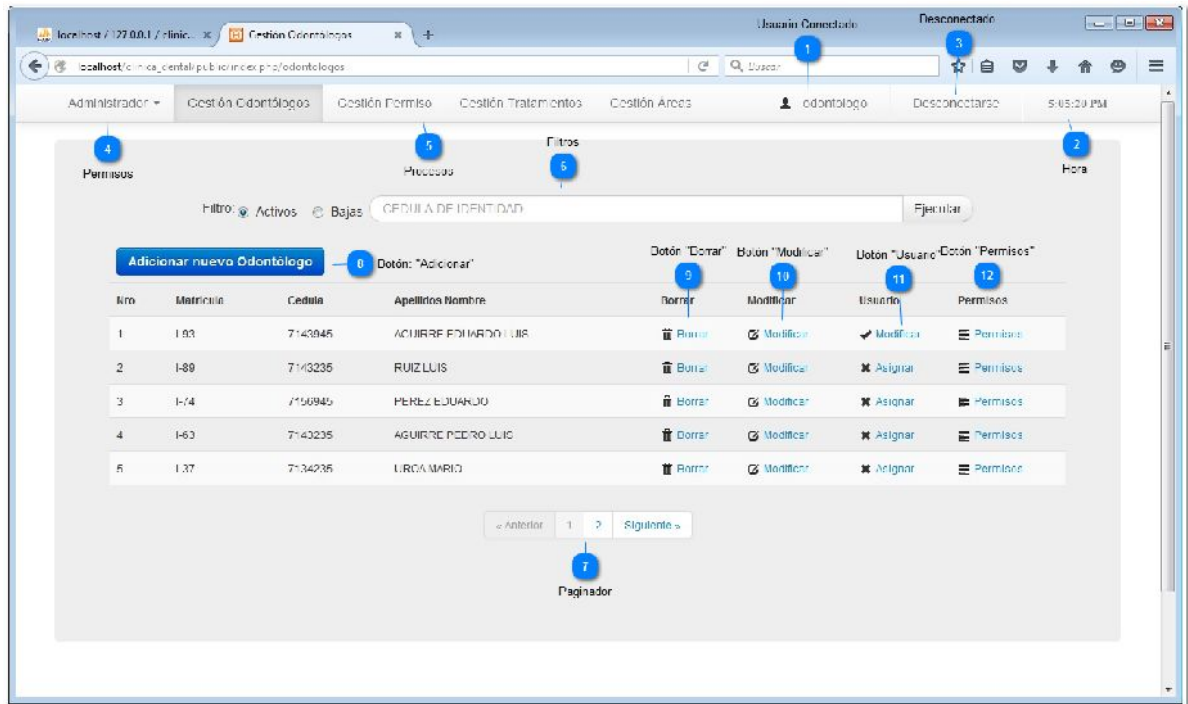 Usuario Conectado
Desconectado
localhost / 127.0.0.1 / clinic...
Gestión Odontólogos
1
3
localhost/clinica_dental/public/index.php/odontologos
Buscar
Administrador
Gestión Odontólogos
Gestión Permiso
Gestión Tratamientos
Gestión Áreas
odontologo
Desconectarse
5:05:20 PM
4
5
Filtros
6
2
Permisos
Procesos
Hora
Filtro: Activos Bajas
CEDULA DE IDENTIDAD
Ejecutar
Adicionar nuevo Odontólogo
8
Botón: "Adicionar"
Botón "Borrar"
Botón "Modificar"
Botón "Usuario"
Botón "Permisos"
9
10
11
12
Nro Matricula Cedula Apellidos Nombre Borrar Modificar Usuario Permisos
1 I-93 7143945 AGUIRRE EDUARDO LUIS Borrar Modificar Modificar Permisos
2 I-89 7143235 RUIZ LUIS Borrar Modificar Asignar Permisos
3 I-74 7156945 PEREZ EDUARDO Borrar Modificar Asignar Permisos
4 I-63 7143235 AGUIRRE PEDRO LUIS Borrar Modificar Asignar Permisos
5 I-37 7134235 MARIO Borrar Modificar Asignar Permisos
« Anterior 1 2 Siguiente »
7
Paginador